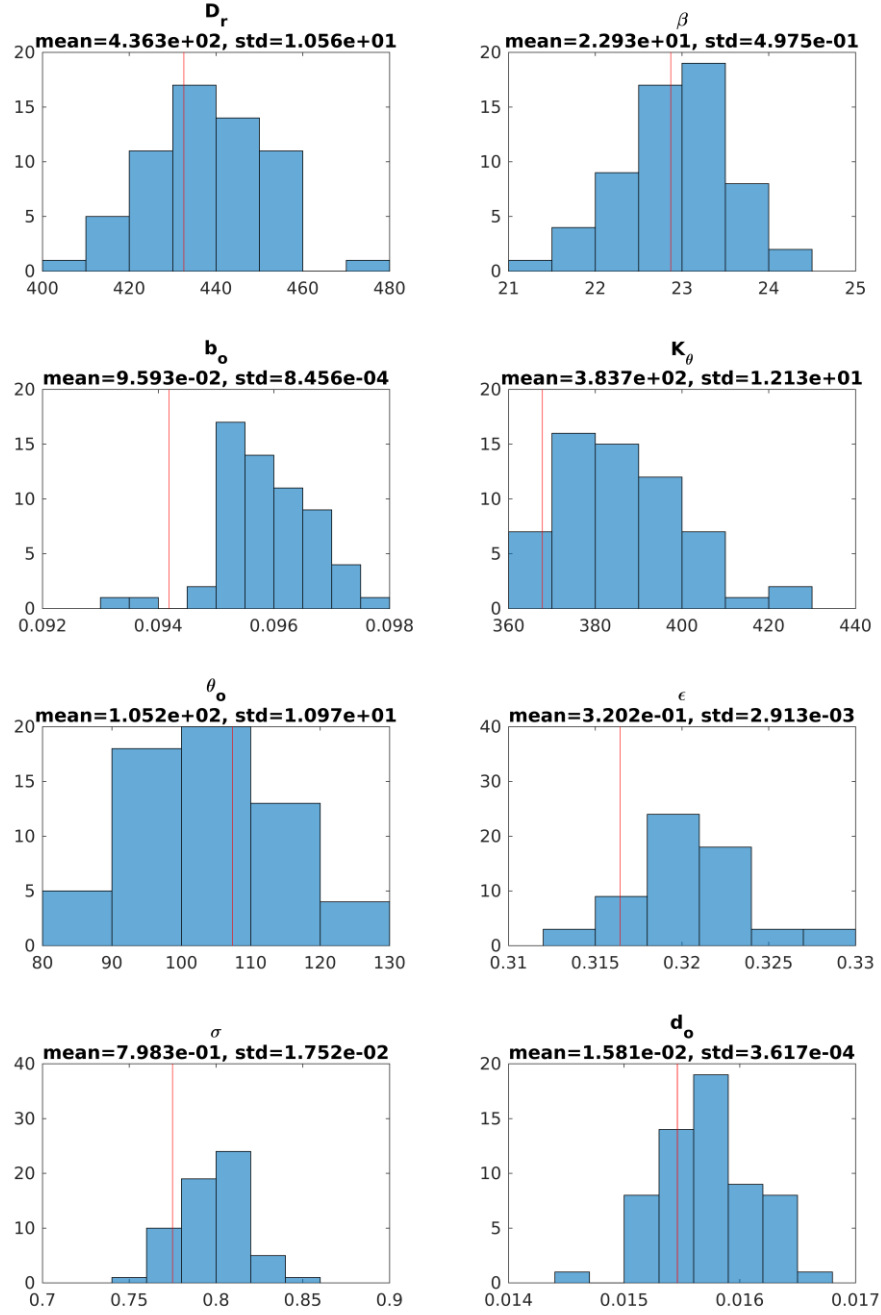 D_r
mean=4.363e+02, std=1.056e+01
20
15
10
5
0
400 420 440 460 480
β
mean=2.293e+01, std=4.975e-01
20
15
10
5
0
21 22 23 24 25
b_o
mean=9.593e-02, std=8.456e-04
20
15
10
5
0
0.092 0.094 0.096 0.098
K_θ
mean=3.837e+02, std=1.213e+01
20
15
10
5
0
360 380 400 420 440
θ_o
mean=1.052e+02, std=1.097e+01
20
15
10
5
0
80 90 100 110 120 130
ϵ
mean=3.202e-01, std=2.913e-03
40
30
20
10
0
0.31 0.315 0.32 0.325 0.33
σ
mean=7.983e-01, std=1.752e-02
40
30
20
10
0
0.7 0.75 0.8 0.85 0.9
d_o
mean=1.581e-02, std=3.617e-04
20
15
10
5
0
0.014 0.015 0.016 0.017